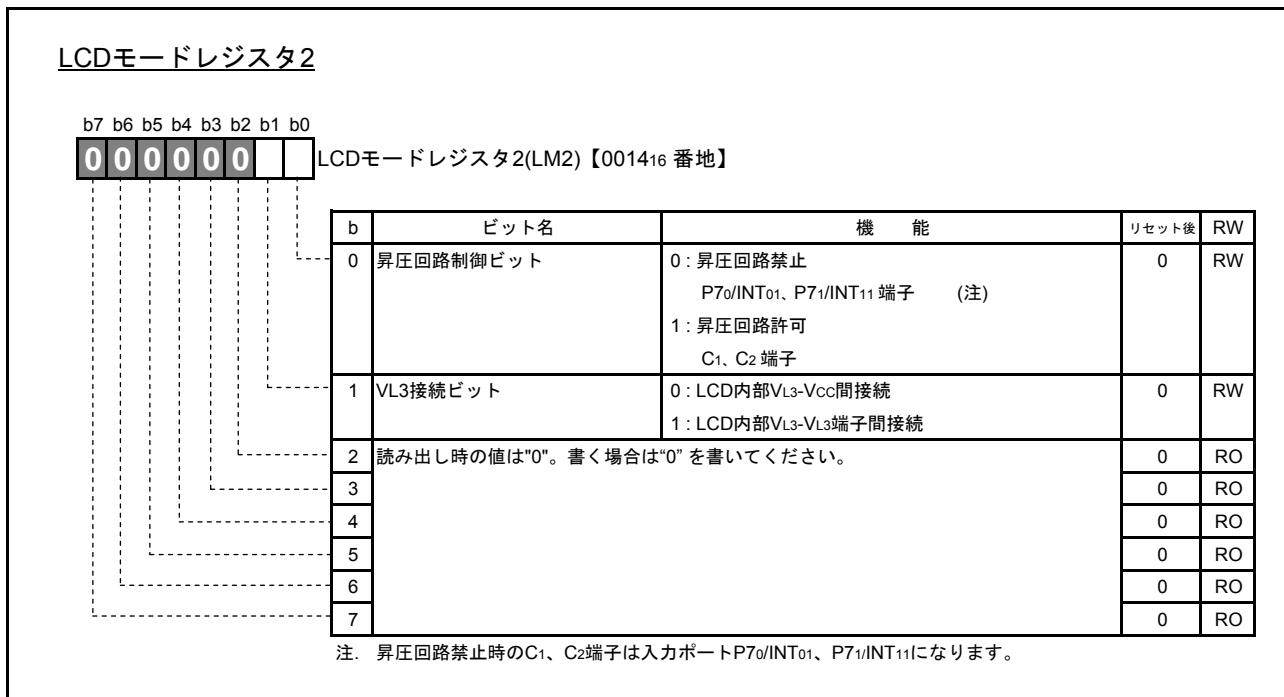 LCDモードレジスタ2
b7 b6 b5 b4 b3 b2 b1 b0
0 0 0 0 0 0
LCDモードレジスタ2(LM2)【001416 番地】
b ビット名 機 能 リセット後 RW
0 昇圧回路制御ビット 0 : 昇圧回路禁止 0 RW
P70/INT01、P71/INT11 端子 (注)
1 : 昇圧回路許可
C1、C2 端子
1 VL3接続ビット 0 : LCD内部VL3-VCC間接続 0 RW
1 : LCD内部VL3-VL3端子間接続
2 読み出し時の値は"0"。書く場合は“0” を書いてください。 0 RO
3 0 RO
4 0 RO
5 0 RO
6 0 RO
7 0 RO
注. 昇圧回路禁止時のC1、C2端子は入力ポートP70/INT01、P71/INT11になります。